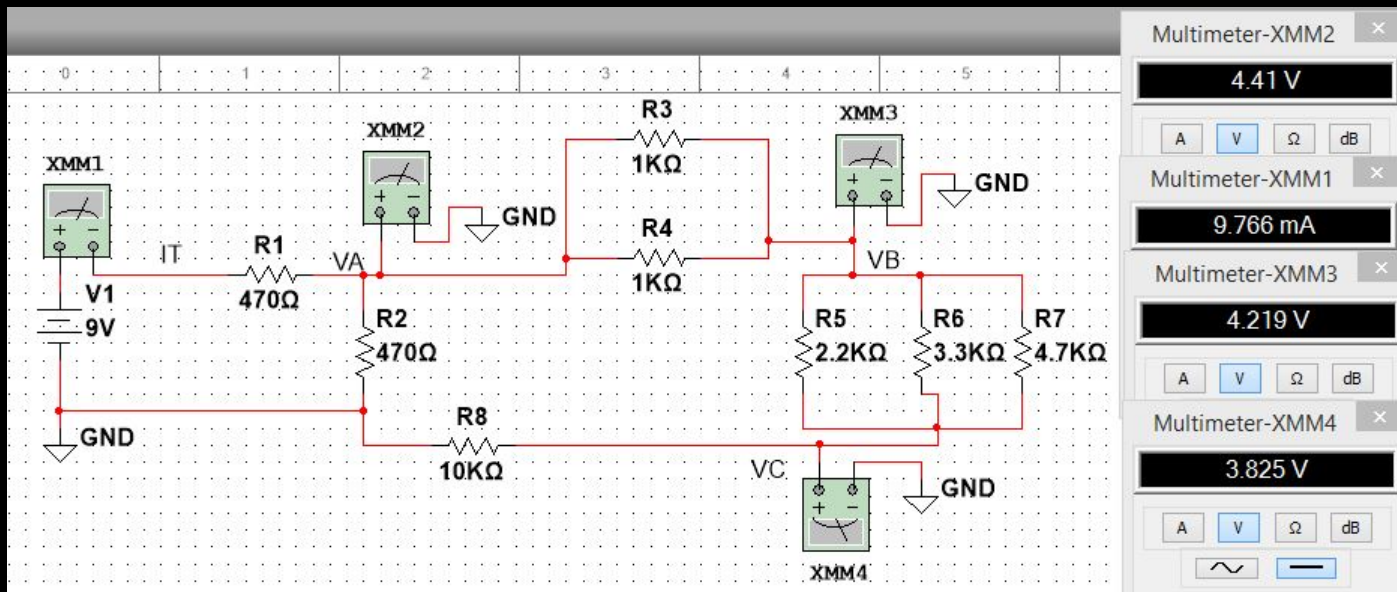 0 1 2 3 4 5
XMM1
IT
V1
9V
GND
R1
470Ω
VA
XMM2
+ −
GND
R2
470Ω
R3
1KΩ
R4
1KΩ
XMM3
+ −
GND
VB
R5
2.2KΩ
R6
3.3KΩ
R7
4.7KΩ
R8
10KΩ
VC
GND
+ −
XMM4
+ −
Multimeter-XMM2 ×
4.41 V
A V Ω dB
Multimeter-XMM1 ×
9.766 mA
Multimeter-XMM3 ×
4.219 V
A V Ω dB
Multimeter-XMM4 ×
3.825 V
A V Ω dB